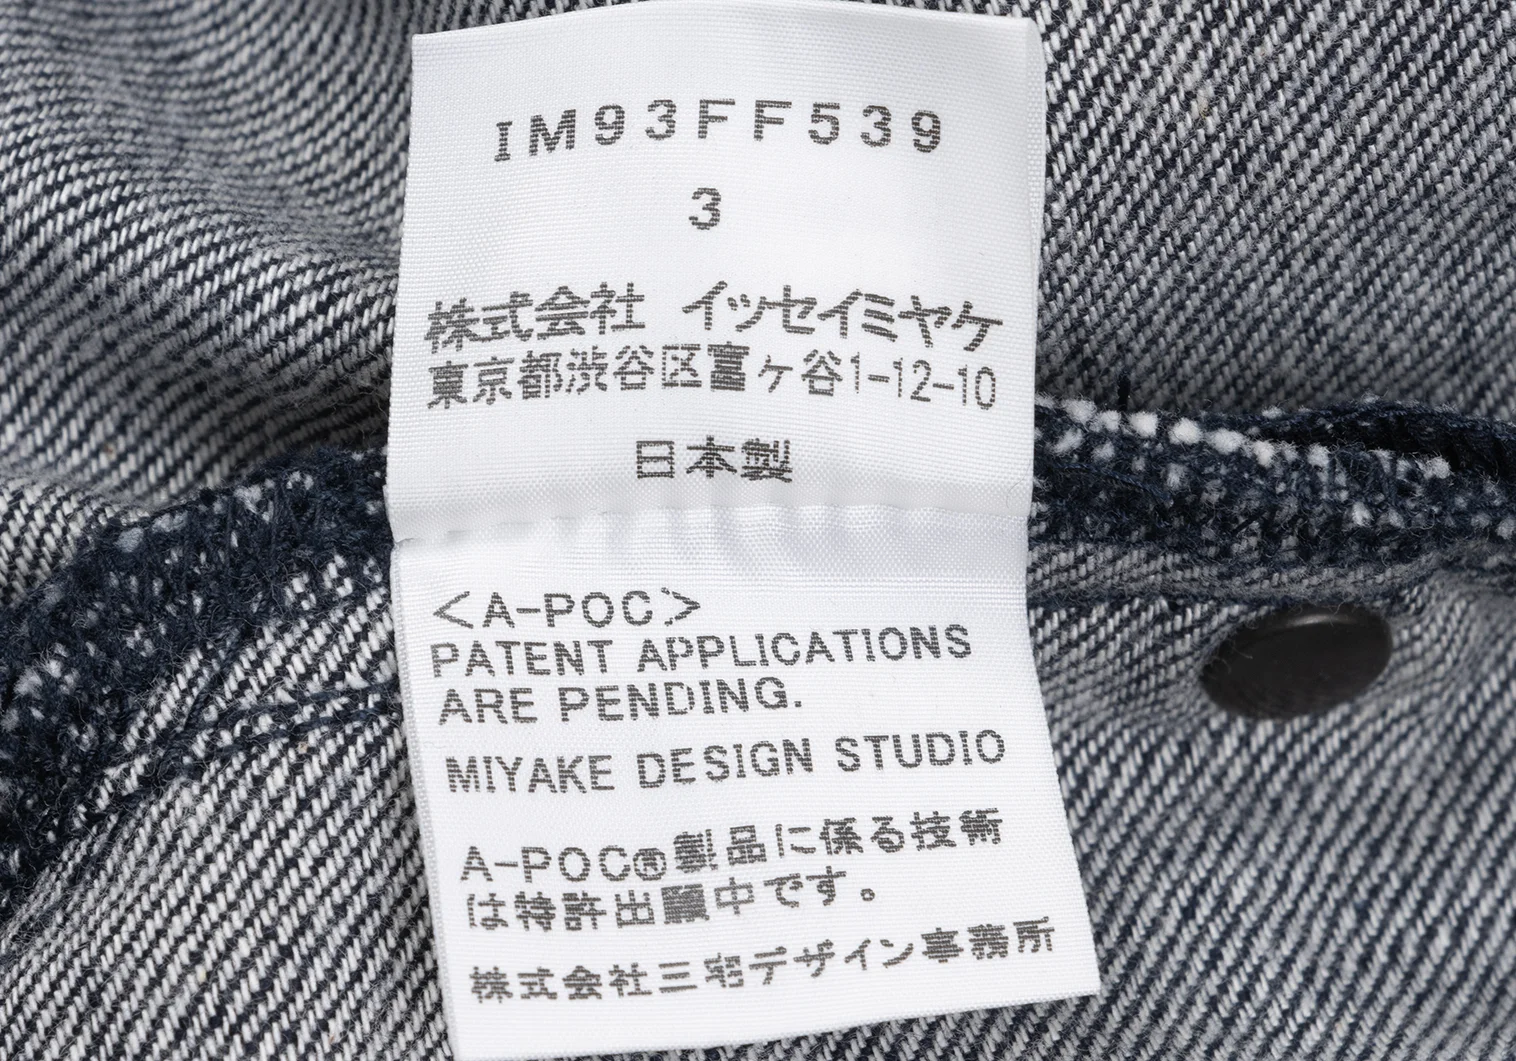 IM93FF539
3
株式会社 イッセイミヤケ
東京都渋谷区富ヶ谷1-12-10
日本製
<A-POC>
PATENT APPLICATIONS
ARE PENDING.
MIYAKE DESIGN STUDIO
A-POC®製品に係る技術
は特許出願中です。
株式会社三宅デザイン事務所